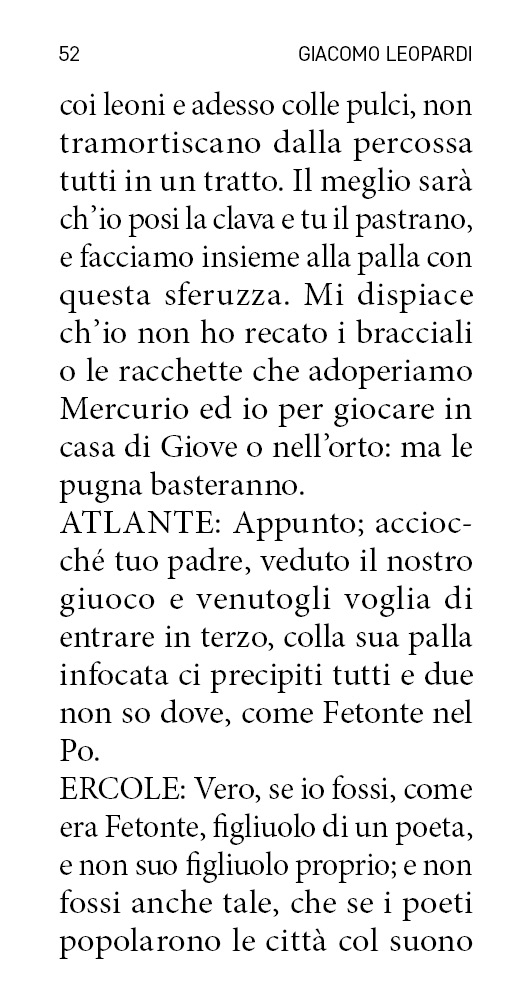 52 GIACOMO LEOPARDI
coi leoni e adesso colle pulci, non
tramortiscano dalla percossa
tutti in un tratto. Il meglio sarà
ch’io posi la clava e tu il pastrano,
e facciamo insieme alla palla con
questa sferuzza. Mi dispiace
ch’io non ho recato i bracciali
o le racchette che adoperiamo
Mercurio ed io per giocare in
casa di Giove o nell’orto: ma le
pugna basteranno.
ATLANTE: Appunto; accioc-
ché tuo padre, veduto il nostro
giuoco e venutogli voglia di
entrare in terzo, colla sua palla
infocata ci precipiti tutti e due
non so dove, come Fetonte nel
Po.
ERCOLE: Vero, se io fossi, come
era Fetonte, figliuolo di un poeta,
e non suo figliuolo proprio; e non
fossi anche tale, che se i poeti
popolarono le città col suono